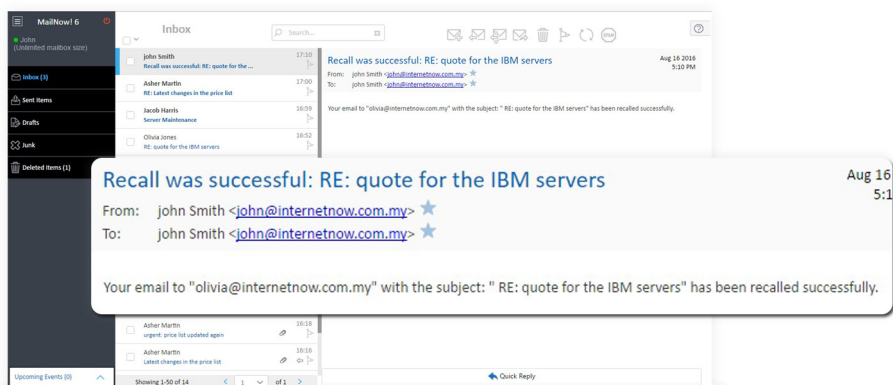 MailNow! 6
John
(Unlimited mailbox size)
Inbox (3)
Sent Items
Drafts
Junk
Deleted Items (1)
Upcoming Events (0)
Inbox
Search...
john Smith 17:10
Recall was successful: RE: quote for the ...
Asher Martin 17:00
RE: Latest changes in the price list
Jacob Harris 16:59
Server Maintenance
Olivia Jones 16:52
RE: quote for the IBM servers
Asher Martin 16:18
urgent: price list updated again
Asher Martin 16:16
Latest changes in the price list
Showing 1-50 of 14 < 1 of 1 >
SPAM
?
Recall was successful: RE: quote for the IBM servers Aug 16 2016
5:10 PM
From: john Smith <john@internetnow.com.my>
To: john Smith <john@internetnow.com.my>
Your email to "olivia@internetnow.com.my" with the subject: " RE: quote for the IBM servers" has been recalled successfully.
Recall was successful: RE: quote for the IBM servers Aug 16
5:1
From: john Smith <john@internetnow.com.my>
To: john Smith <john@internetnow.com.my>
Your email to "olivia@internetnow.com.my" with the subject: " RE: quote for the IBM servers" has been recalled successfully.
Quick Reply